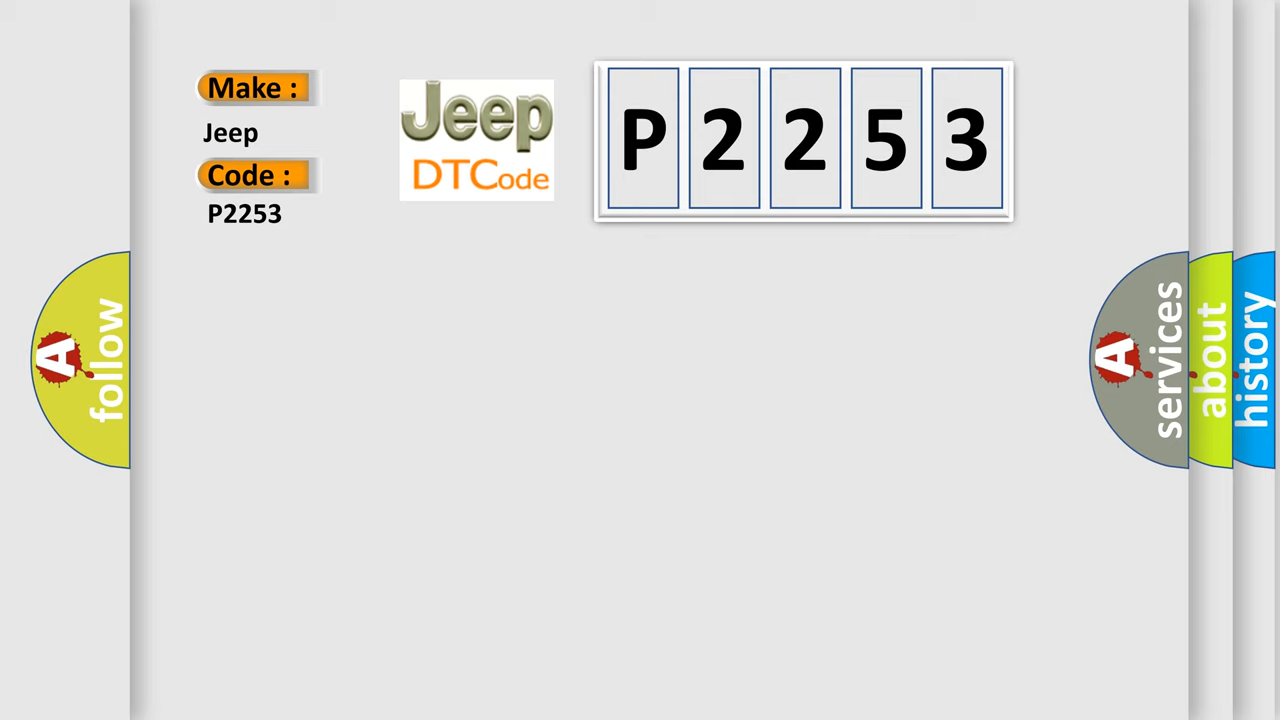 Make :
Jeep
Code :
P2253
Jeep
DTCode
P 2 2 5 3
A follow
A services
about
history